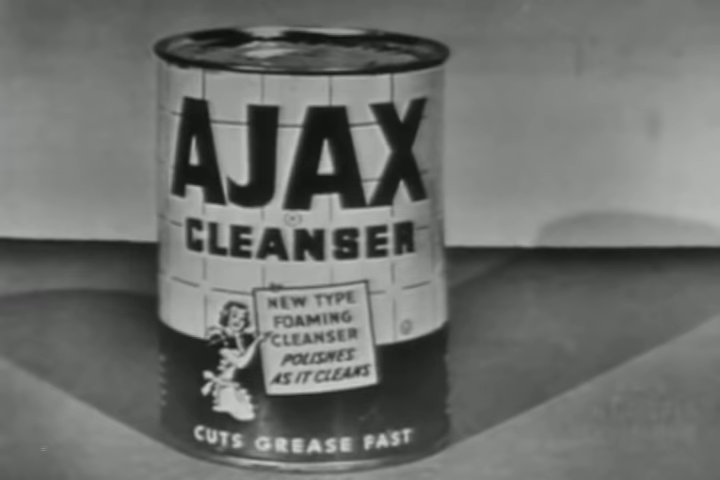 AJAX
CLEANSER
NEW TYPE
FOAMING
CLEANSER
POLISHES
AS IT CLEANS
CUTS GREASE FAST